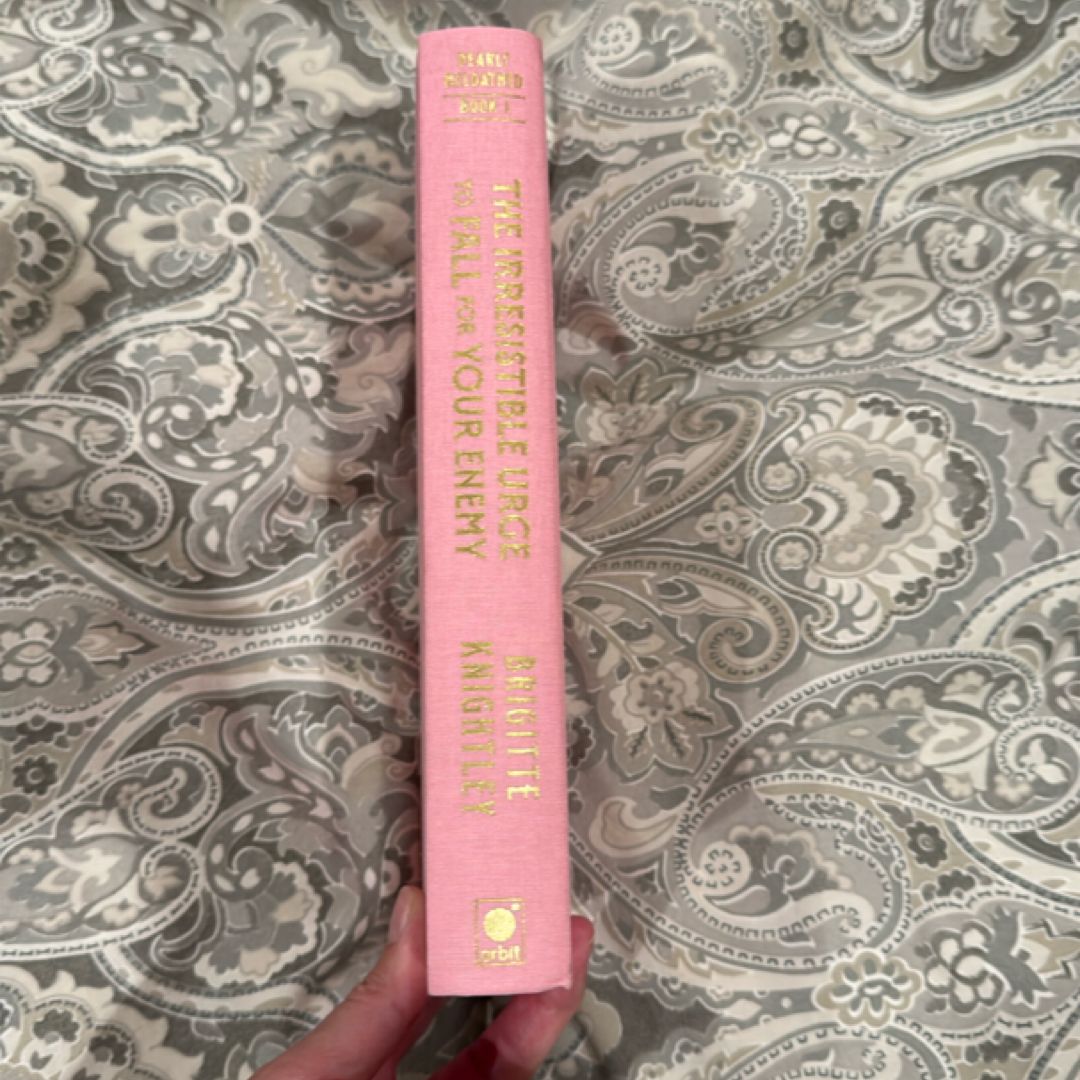 DEARLY
BELOATHED
BOOK 1
THE IRRESISTIBLE URGE
TO FALL FOR YOUR ENEMY
BRIGITTE
KNIGHTLEY
orbit